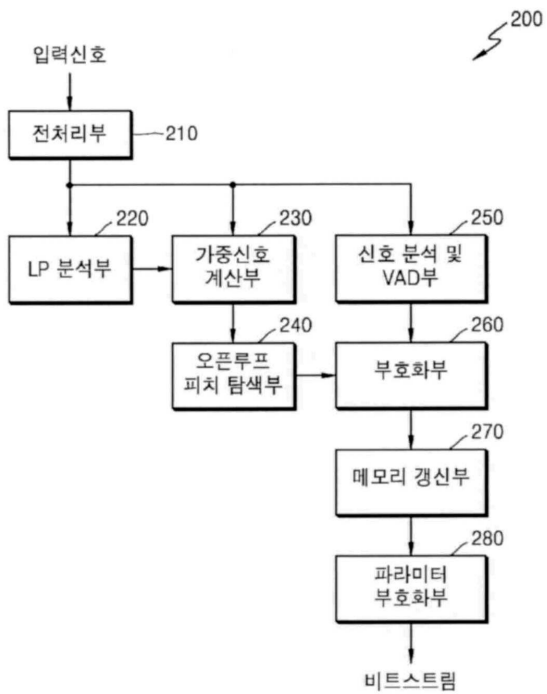 200
입력신호
전처리부
210
220
LP 분석부
230
가중신호
계산부
250
신호 분석 및
VAD부
240
오픈루프
피치 탐색부
260
부호화부
270
메모리 갱신부
280
파라미터
부호화부
비트스트림